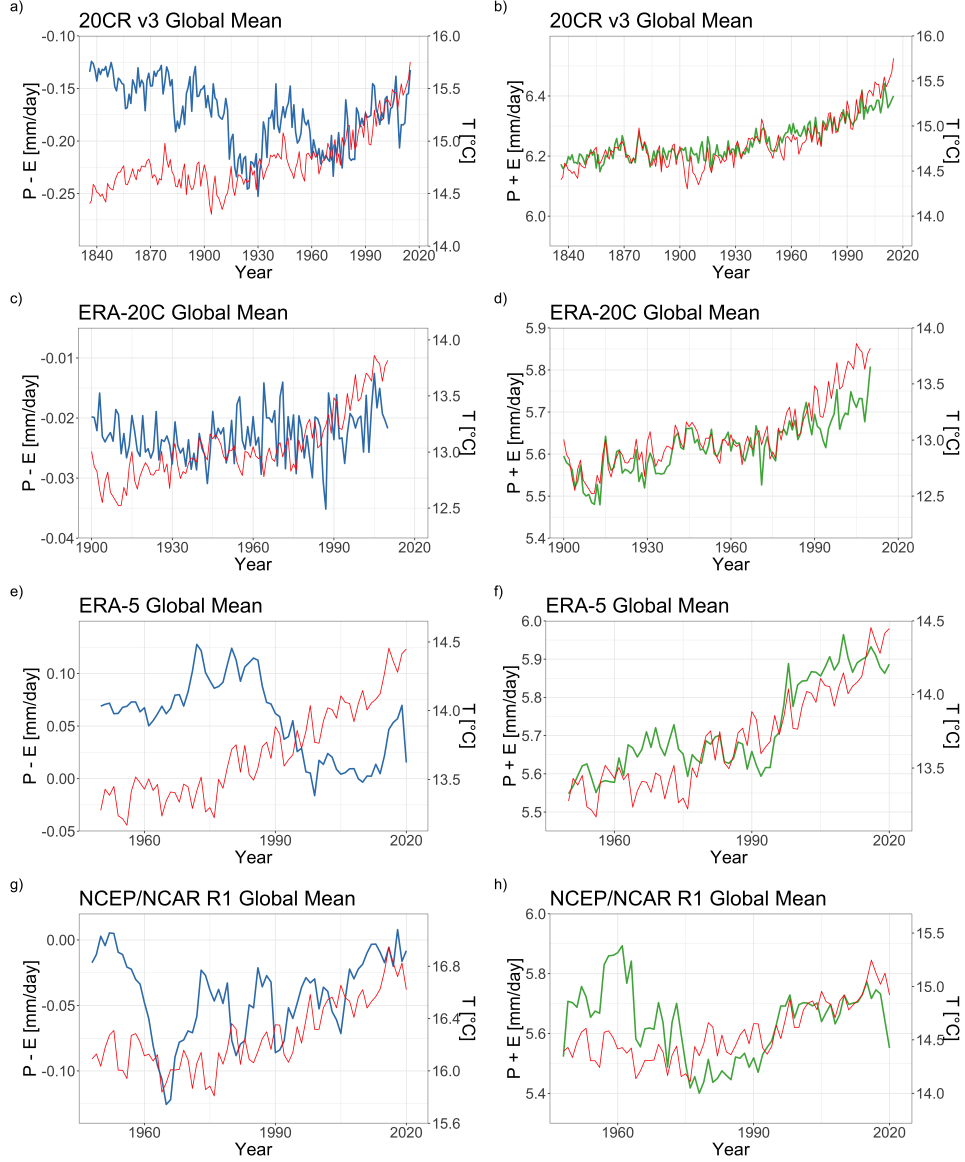 a)
20CR v3 Global Mean
-0.10
-0.15
-0.20
-0.25
P - E [mm/day]
16.0
15.5
15.0
14.5
14.0
T [°C]
1840 1870 1900 1930 1960 1990 2020
Year
b)
20CR v3 Global Mean
6.4
6.2
6.0
P + E [mm/day]
16.0
15.5
15.0
14.5
14.0
T [°C]
1840 1870 1900 1930 1960 1990 2020
Year
c)
ERA-20C Global Mean
-0.01
-0.02
-0.03
-0.04
P - E [mm/day]
14.0
13.5
13.0
12.5
T [°C]
1900 1930 1960 1990 2020
Year
d)
ERA-20C Global Mean
5.9
5.8
5.7
5.6
5.5
5.4
P + E [mm/day]
14.0
13.5
13.0
12.5
T [°C]
1900 1930 1960 1990 2020
Year
e)
ERA-5 Global Mean
0.10
0.05
0.00
-0.05
P - E [mm/day]
14.5
14.0
13.5
T [°C]
1960 1990 2020
Year
f)
ERA-5 Global Mean
6.0
5.9
5.8
5.7
5.6
5.5
P + E [mm/day]
14.5
14.0
13.5
T [°C]
1960 1990 2020
Year
g)
NCEP/NCAR R1 Global Mean
0.00
-0.05
-0.10
P - E [mm/day]
16.8
16.4
16.0
15.6
T [°C]
1960 1990 2020
Year
h)
NCEP/NCAR R1 Global Mean
6.0
5.8
5.6
5.4
P + E [mm/day]
15.5
15.0
14.5
14.0
T [°C]
1960 1990 2020
Year